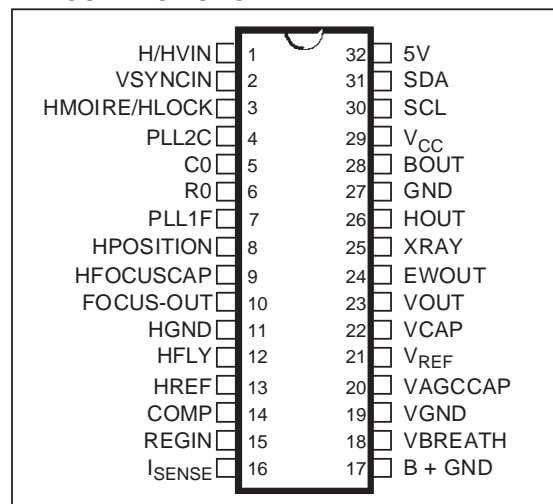 H/HVIN 1 32 5V
VSYNCIN 2 31 SDA
HMOIRE/HLOCK 3 30 SCL
PLL2C 4 29 VCC
C0 5 28 BOUT
R0 6 27 GND
PLL1F 7 26 HOUT
HPOSITION 8 25 XRAY
HFOCUSCAP 9 24 EWOUT
FOCUS-OUT 10 23 VOUT
HGND 11 22 VCAP
HFLY 12 21 VREF
HREF 13 20 VAGCCAP
COMP 14 19 VGND
REGIN 15 18 VBREATH
ISENSE 16 17 B + GND